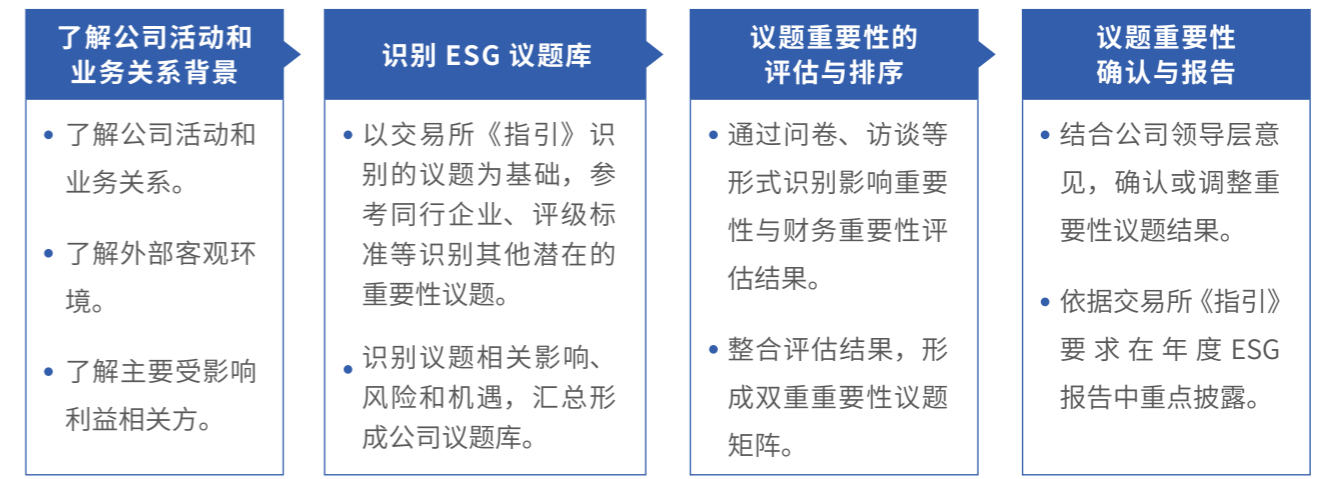 了解公司活动和
业务关系背景
• 了解公司活动和
业务关系。
• 了解外部客观环
境。
• 了解主要受影响
利益相关方。
识别 ESG 议题库
• 以交易所《指引》识
别的议题为基础，参
考同行企业、评级标
准等识别其他潜在的
重要性议题。
• 识别议题相关影响、
风险和机遇，汇总形
成公司议题库。
议题重要性的
评估与排序
• 通过问卷、访谈等
形式识别影响重要
性与财务重要性评
估结果。
• 整合评估结果，形
成双重重要性议题
矩阵。
议题重要性
确认与报告
• 结合公司领导层意
见，确认或调整重
要性议题结果。
• 依据交易所《指引》
要求在年度 ESG
报告中重点披露。